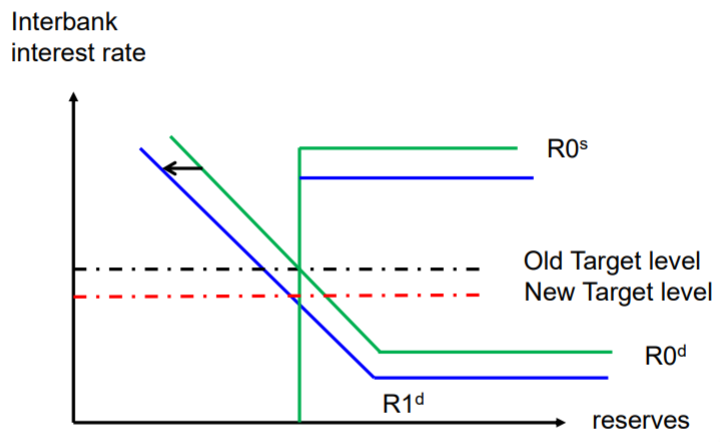 Interbank
interest rate
R0ˢ
Old Target level
New Target level
R0ᵈ
R1ᵈ
reserves